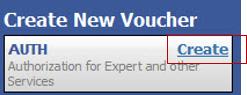 Create New Voucher
AUTH Create
Authorization for Expert and other
Services